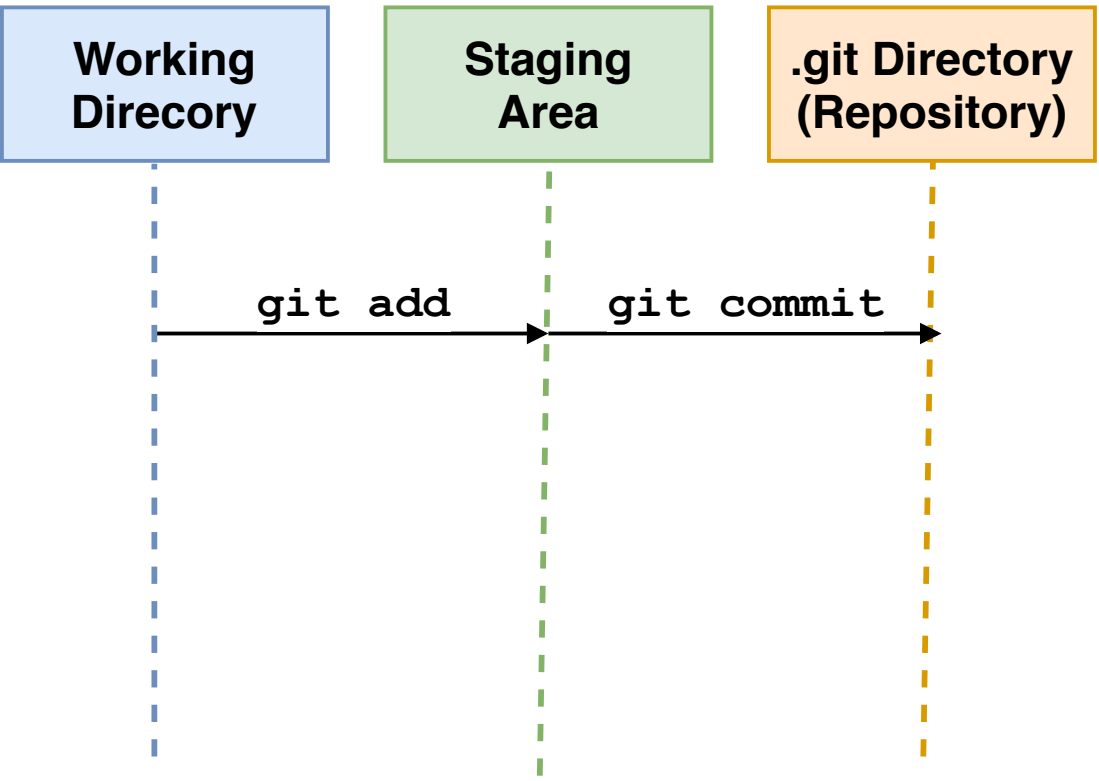 Working
Direcory
Staging
Area
.git Directory
(Repository)
git add
git commit